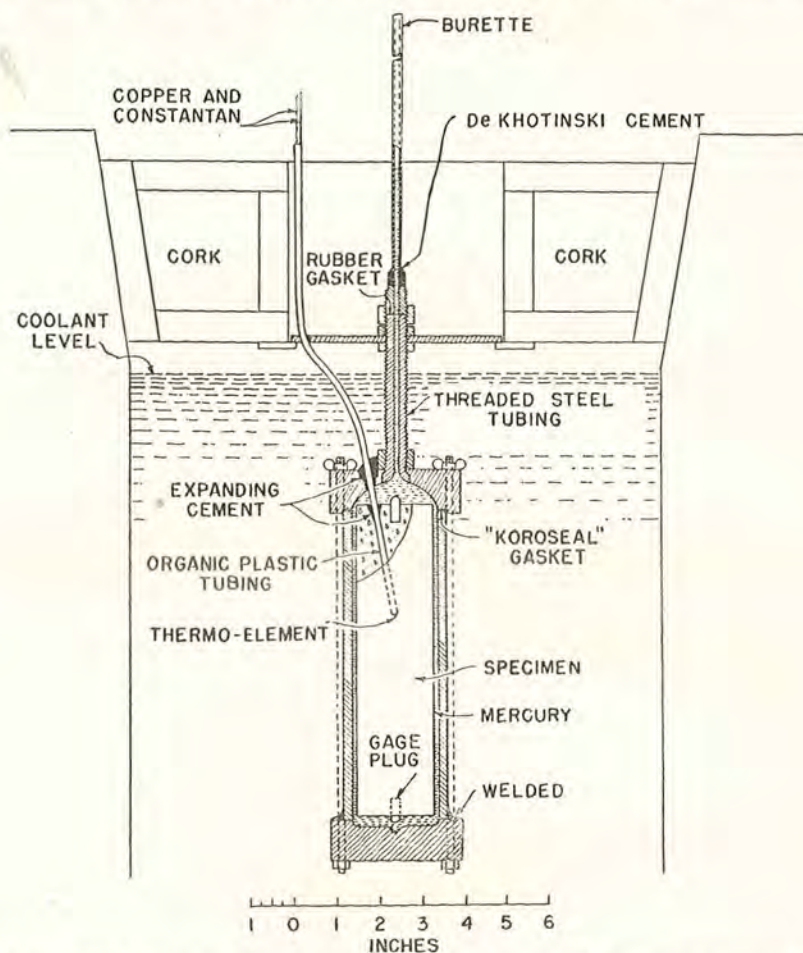 BURETTE
COPPER AND
CONSTANTAN
De KHOTINSKI CEMENT
CORK
RUBBER
GASKET
CORK
COOLANT
LEVEL
THREADED STEEL
TUBING
EXPANDING
CEMENT
"KOROSEAL"
GASKET
ORGANIC PLASTIC
TUBING
THERMO-ELEMENT
SPECIMEN
MERCURY
GAGE
PLUG
WELDED
1 0 1 2 3 4 5 6
INCHES